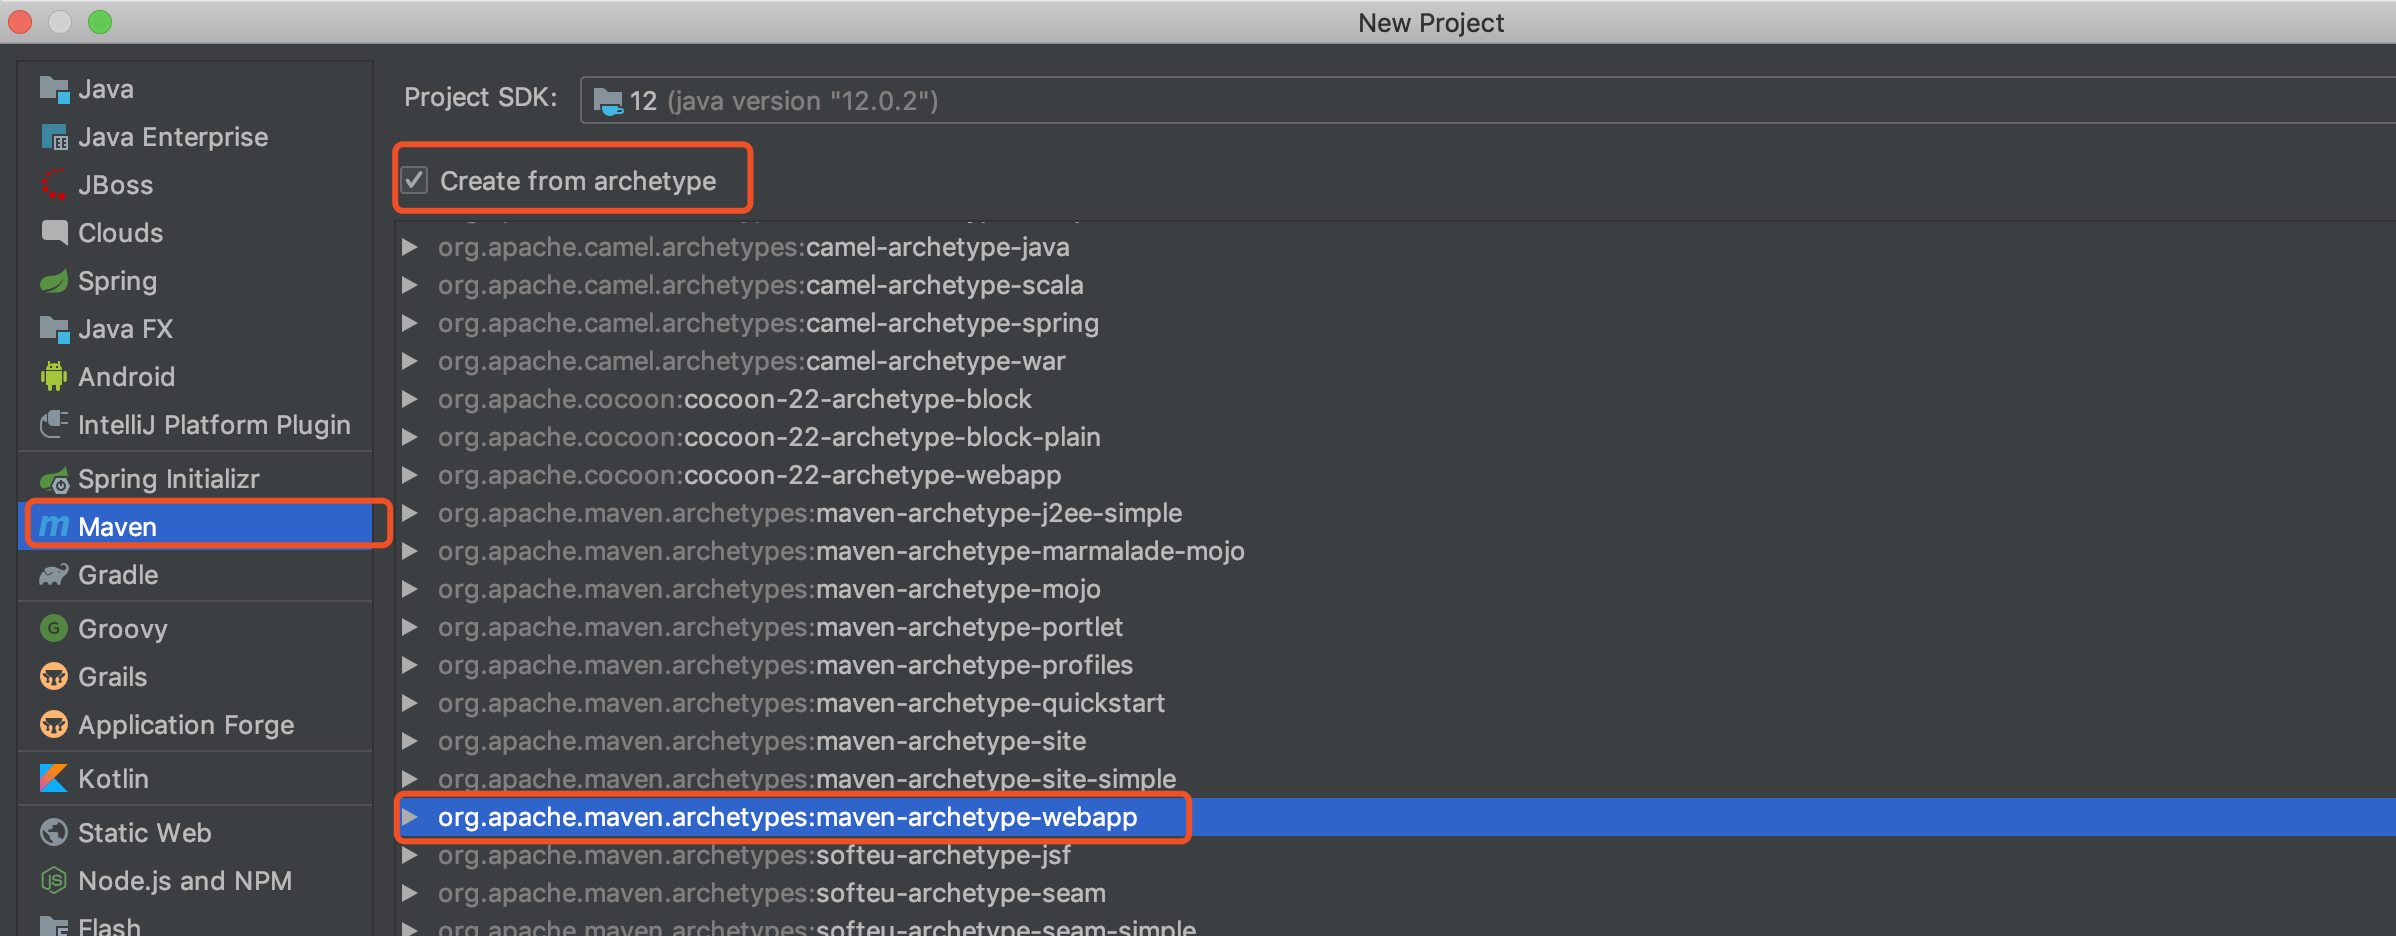 New Project
Java
Java Enterprise
JBoss
Clouds
Spring
Java FX
Android
IntelliJ Platform Plugin
Spring Initializr
Maven
Gradle
Groovy
Grails
Application Forge
Kotlin
Static Web
Node.js and NPM
Flash
Project SDK: 12 (java version "12.0.2")
Create from archetype
org.apache.camel.archetypes:camel-archetype-java
org.apache.camel.archetypes:camel-archetype-scala
org.apache.camel.archetypes:camel-archetype-spring
org.apache.camel.archetypes:camel-archetype-war
org.apache.cocoon:cocoon-22-archetype-block
org.apache.cocoon:cocoon-22-archetype-block-plain
org.apache.cocoon:cocoon-22-archetype-webapp
org.apache.maven.archetypes:maven-archetype-j2ee-simple
org.apache.maven.archetypes:maven-archetype-marmalade-mojo
org.apache.maven.archetypes:maven-archetype-mojo
org.apache.maven.archetypes:maven-archetype-portlet
org.apache.maven.archetypes:maven-archetype-profiles
org.apache.maven.archetypes:maven-archetype-quickstart
org.apache.maven.archetypes:maven-archetype-site
org.apache.maven.archetypes:maven-archetype-site-simple
org.apache.maven.archetypes:maven-archetype-webapp
org.apache.maven.archetypes:softeu-archetype-jsf
org.apache.maven.archetypes:softeu-archetype-seam
org.apache.maven.archetypes:softeu-archetype-seam-simple